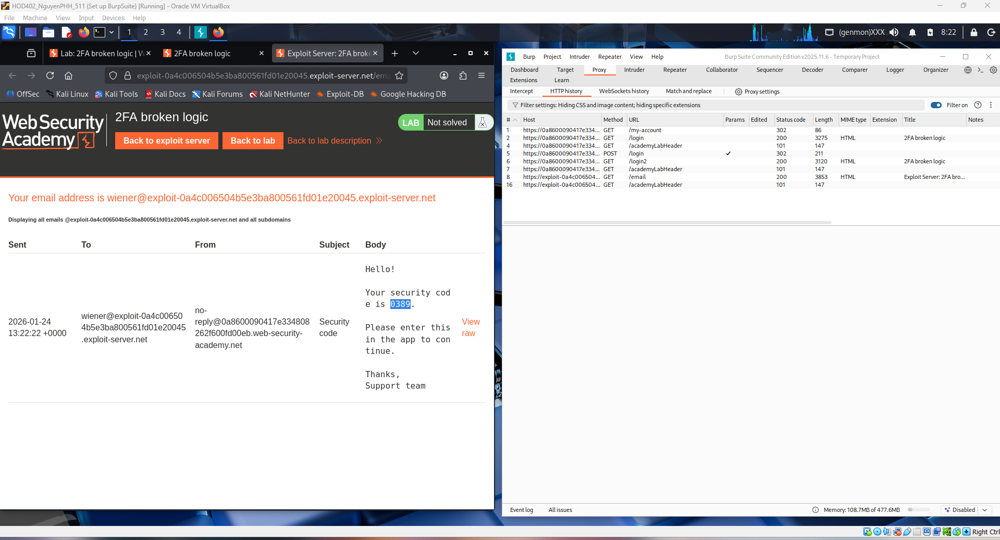 HOD402_NguyenPHH_511 (Set up BurpSuite) [Running] - Oracle VM VirtualBox
File Machine View Input Devices Help
1 2 3 4 (genmon)XXX 8:22
Lab: 2FA broken logic | W
2FA broken logic
Exploit Server: 2FA broke
exploit-0a4c006504b5e3ba800561fd01e20045.exploit-server.net/ema
OffSec Kali Linux Kali Tools Kali Docs Kali Forums Kali NetHunter Exploit-DB Google Hacking DB
WebSecurity
Academy
2FA broken logic
Back to exploit server Back to lab Back to lab description
LAB Not solved
Your email address is wiener@exploit-0a4c006504b5e3ba800561fd01e20045.exploit-server.net
Displaying all emails @exploit-0a4c006504b5e3ba800561fd01e20045.exploit-server.net and all subdomains
Sent To From Subject Body
2026-01-24
13:22:22 +0000
wiener@exploit-0a4c00650
4b5e3ba800561fd01e20045
.exploit-server.net
no-
reply@0a8600090417e334808
262f600fd00eb.web-security-
academy.net
Security
code
Hello!
Your security cod
e is 0389.
Please enter this
in the app to con
tinue.
Thanks,
Support team
View
raw
Burp Project Intruder Repeater View Help Burp Suite Community Edition v2025.11.6 - Temporary Project
Dashboard Target Proxy Intruder Repeater Collaborator Sequencer Decoder Comparer Logger Organizer
Extensions Learn
Intercept HTTP history WebSockets history Match and replace Proxy settings
Filter settings: Hiding CSS and image content; hiding specific extensions Filter on
# Host Method URL Params Edited Status code Length MIME type Extension Title Notes
1 https://0a8600090417e334... GET /my-account 302 86
2 https://0a8600090417e334... GET /login 200 3275 HTML 2FA broken logic
4 https://0a8600090417e334... GET /academyLabHeader 101 147
5 https://0a8600090417e334... POST /login ✓ 302 211
6 https://0a8600090417e334... GET /login2 200 3120 HTML 2FA broken logic
7 https://0a8600090417e334... GET /academyLabHeader 101 147
8 https://exploit-0a4c006504... GET /email 200 3853 HTML Exploit Server: 2FA bro...
16 https://exploit-0a4c006504... GET /academyLabHeader 101 147
Event log All issues Memory: 108.7MB of 477.6MB Disabled
Right Ctrl